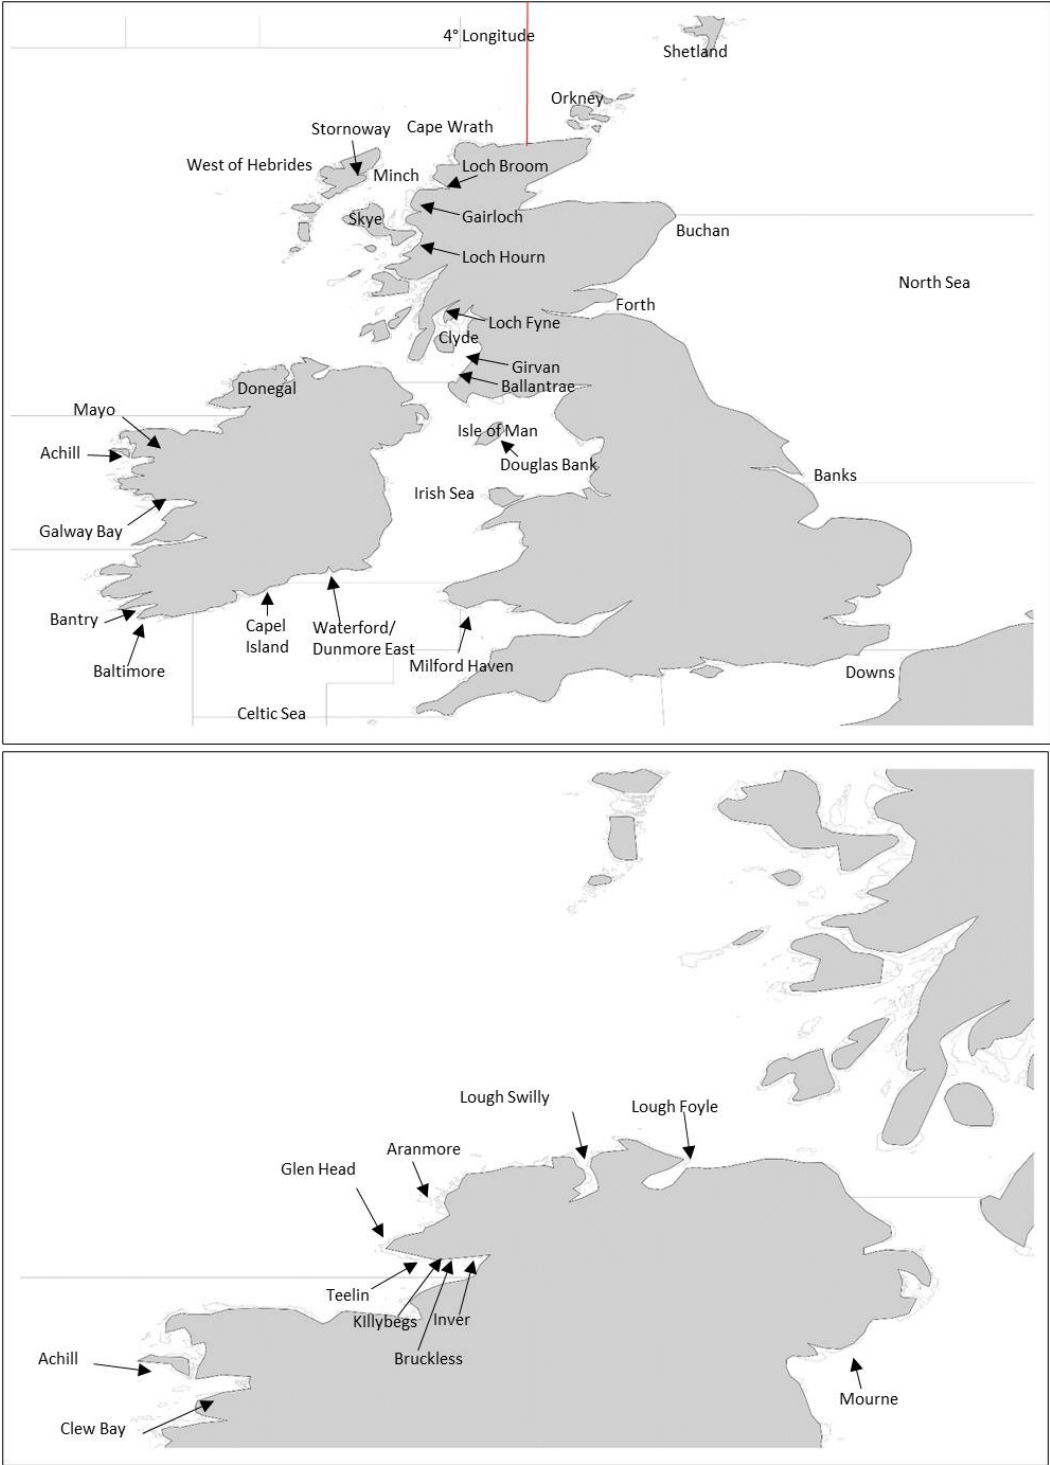 4° Longitude
Shetland
Orkney
Stornoway
Cape Wrath
West of Hebrides
Minch
Loch Broom
Skye
Gairloch
Buchan
Loch Hourn
North Sea
Forth
Loch Fyne
Clyde
Girvan
Ballantrae
Donegal
Mayo
Isle of Man
Achill
Douglas Bank
Banks
Irish Sea
Galway Bay
Bantry
Capel
Island
Waterford/
Dunmore East
Milford Haven
Baltimore
Downs
Celtic Sea
Lough Swilly
Lough Foyle
Aranmore
Glen Head
Teelin
Killybegs
Inver
Bruckless
Achill
Mourne
Clew Bay